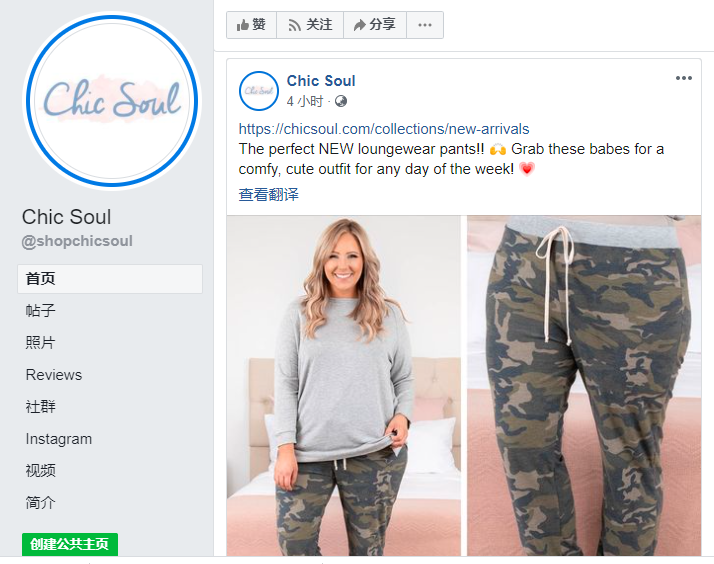 Chic Soul
Chic Soul
@shopchicsoul
首页
帖子
照片
Reviews
社群
Instagram
视频
简介
创建公共主页
赞 关注 分享 ...
Chic Soul
Chic Soul
4 小时 ·
https://chicsoul.com/collections/new-arrivals
The perfect NEW loungewear pants!! 🙌 Grab these babes for a
comfy, cute outfit for any day of the week! 💗
查看翻译